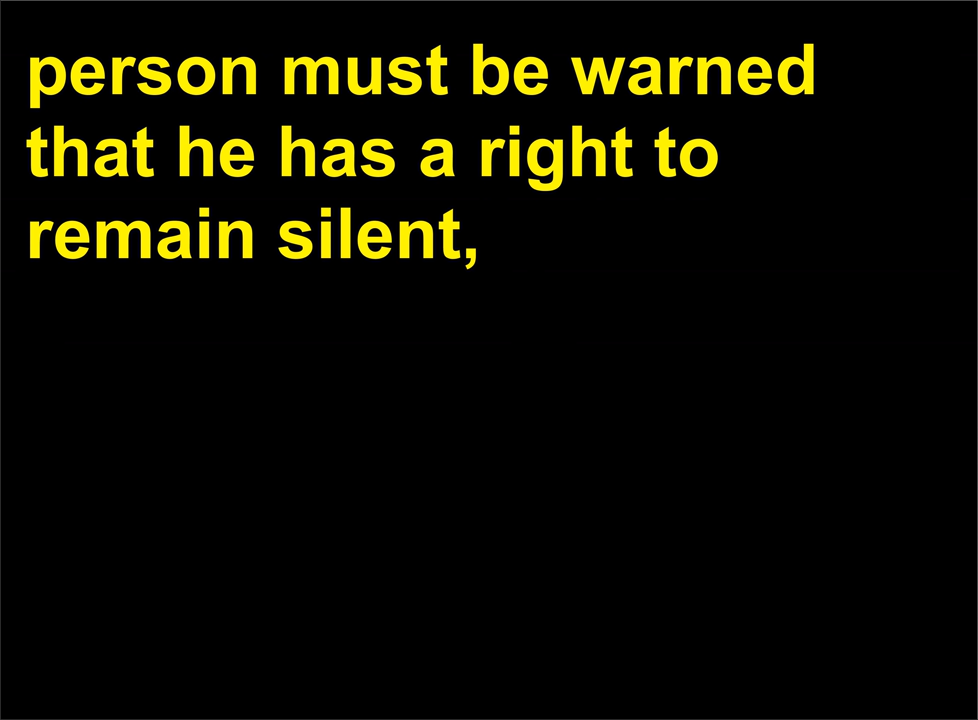 person must be warned
that he has a right to
remain silent,